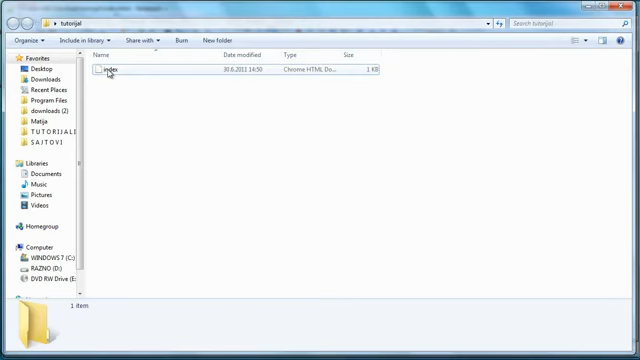 tutorijal
Search tutorijal
Organize Include in library Share with Burn New folder
Favorites
Desktop
Downloads
Recent Places
Program Files
downloads (2)
Matija
TUTORIJALI
SAJTOVI
Libraries
Documents
Music
Pictures
Videos
Homegroup
Computer
WINDOWS 7 (C:)
RAZNO (D:)
DVD RW Drive (E:
Name Date modified Type Size
index 30.6.2011 14:50 Chrome HTML Do... 1 KB
1 item